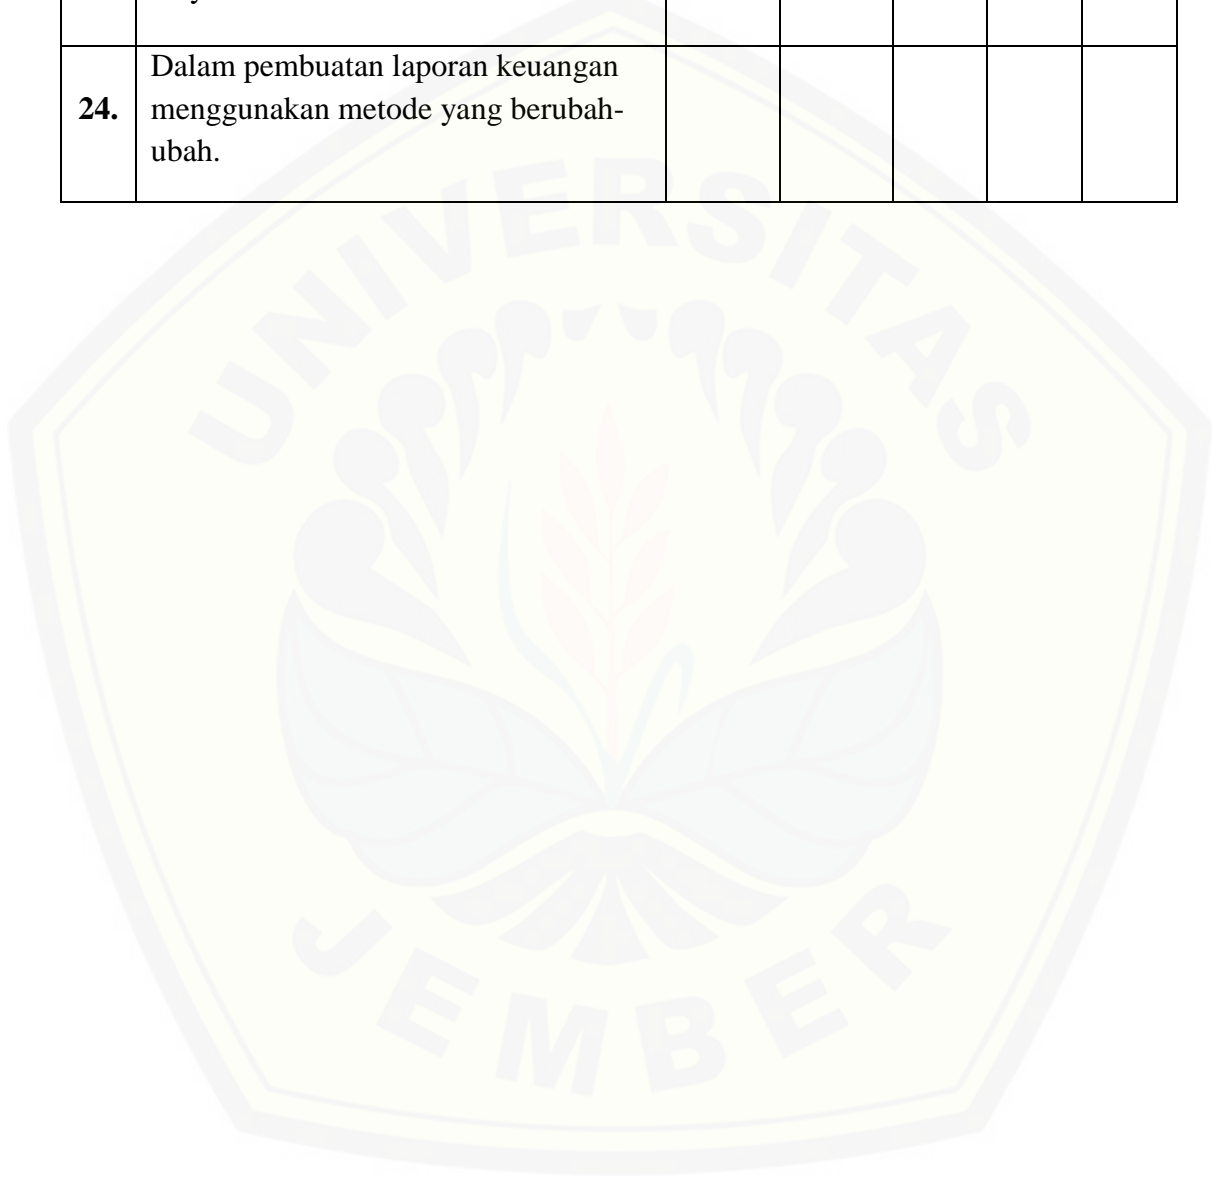 24.
Dalam pembuatan laporan keuangan
menggunakan metode yang berubah-
ubah.
UNIVERSITAS
JEMBER